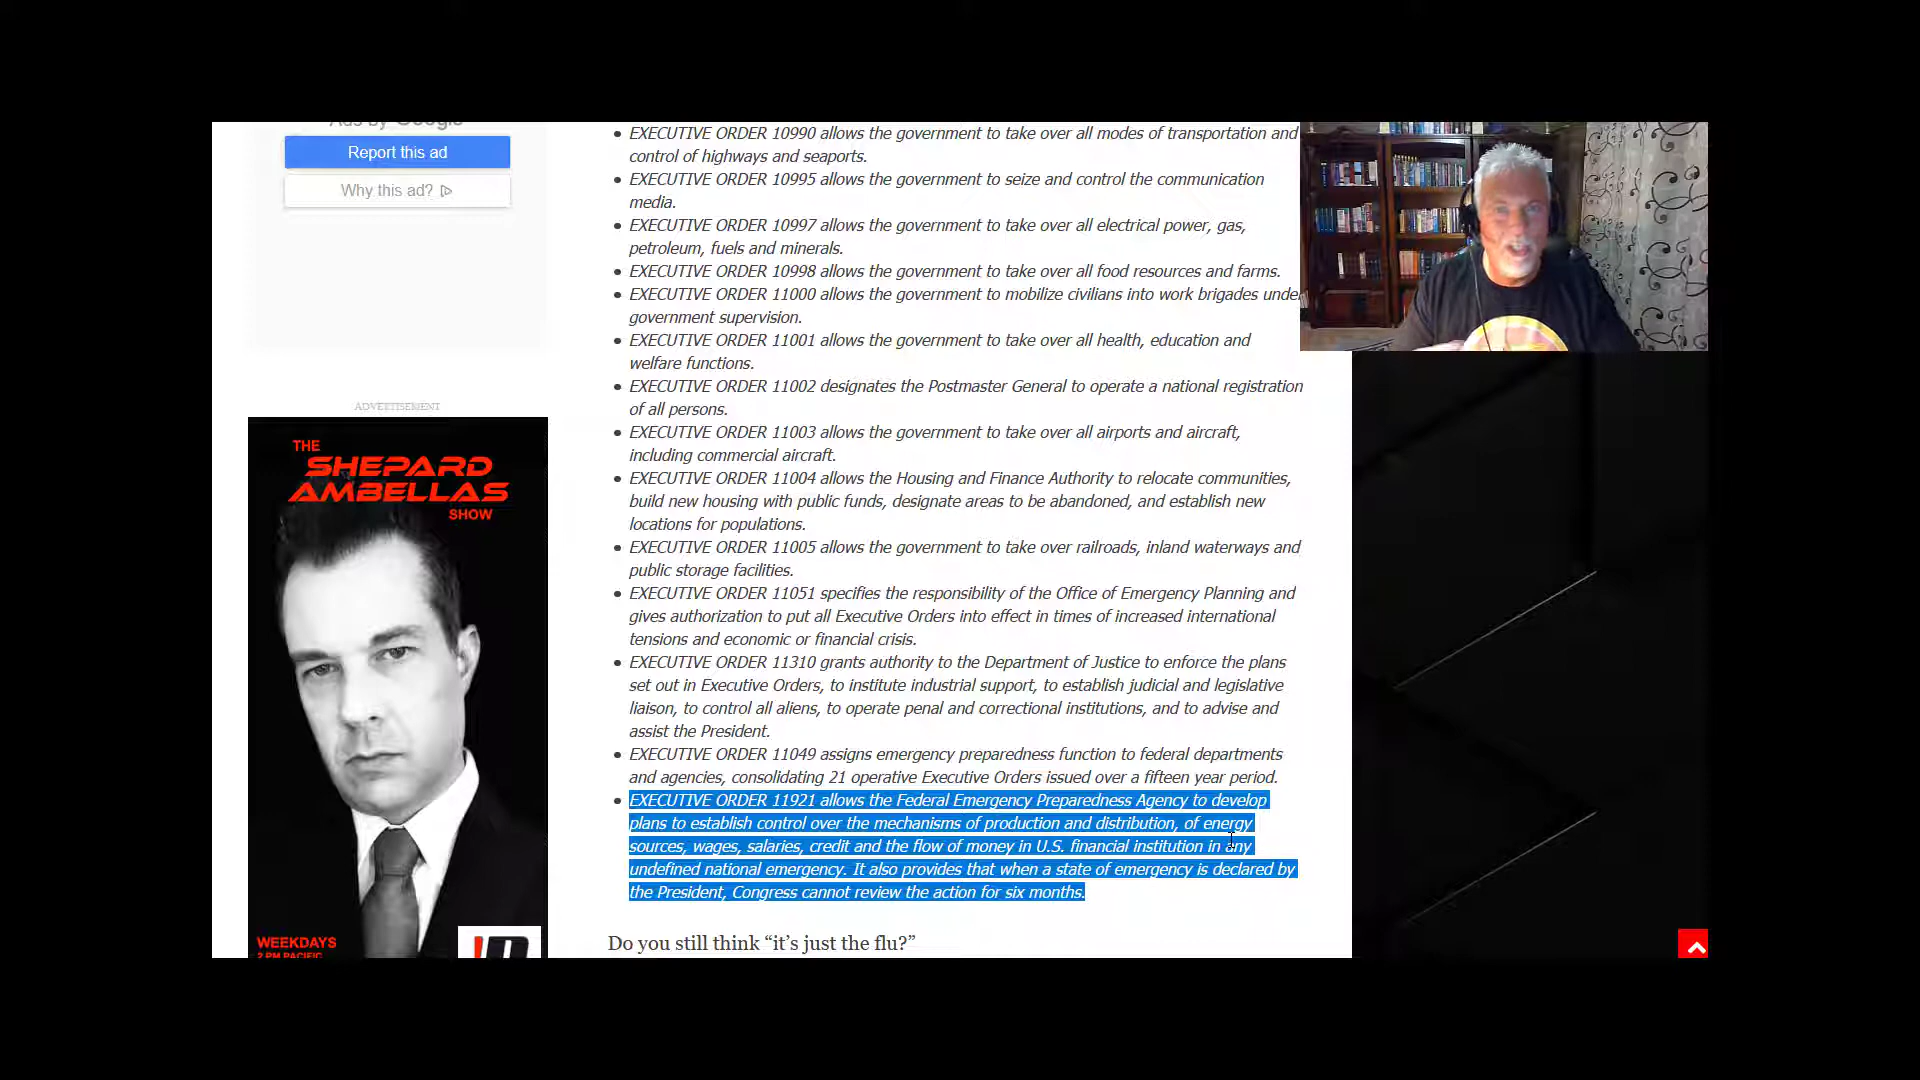 Ads by Google
Report this ad
Why this ad?
ADVERTISEMENT
THE
SHEPARD
AMBELLAS
SHOW
WEEKDAYS
2 PM PACIFIC
EXECUTIVE ORDER 10990 allows the government to take over all modes of transportation and
control of highways and seaports.
EXECUTIVE ORDER 10995 allows the government to seize and control the communication
media.
EXECUTIVE ORDER 10997 allows the government to take over all electrical power, gas,
petroleum, fuels and minerals.
EXECUTIVE ORDER 10998 allows the government to take over all food resources and farms.
EXECUTIVE ORDER 11000 allows the government to mobilize civilians into work brigades under
government supervision.
EXECUTIVE ORDER 11001 allows the government to take over all health, education and
welfare functions.
EXECUTIVE ORDER 11002 designates the Postmaster General to operate a national registration
of all persons.
EXECUTIVE ORDER 11003 allows the government to take over all airports and aircraft,
including commercial aircraft.
EXECUTIVE ORDER 11004 allows the Housing and Finance Authority to relocate communities,
build new housing with public funds, designate areas to be abandoned, and establish new
locations for populations.
EXECUTIVE ORDER 11005 allows the government to take over railroads, inland waterways and
public storage facilities.
EXECUTIVE ORDER 11051 specifies the responsibility of the Office of Emergency Planning and
gives authorization to put all Executive Orders into effect in times of increased international
tensions and economic or financial crisis.
EXECUTIVE ORDER 11310 grants authority to the Department of Justice to enforce the plans
set out in Executive Orders, to institute industrial support, to establish judicial and legislative
liaison, to control all aliens, to operate penal and correctional institutions, and to advise and
assist the President.
EXECUTIVE ORDER 11049 assigns emergency preparedness function to federal departments
and agencies, consolidating 21 operative Executive Orders issued over a fifteen year period.
EXECUTIVE ORDER 11921 allows the Federal Emergency Preparedness Agency to develop
plans to establish control over the mechanisms of production and distribution, of energy
sources, wages, salaries, credit and the flow of money in U.S. financial institution in any
undefined national emergency. It also provides that when a state of emergency is declared by
the President, Congress cannot review the action for six months.
Do you still think “it’s just the flu?”